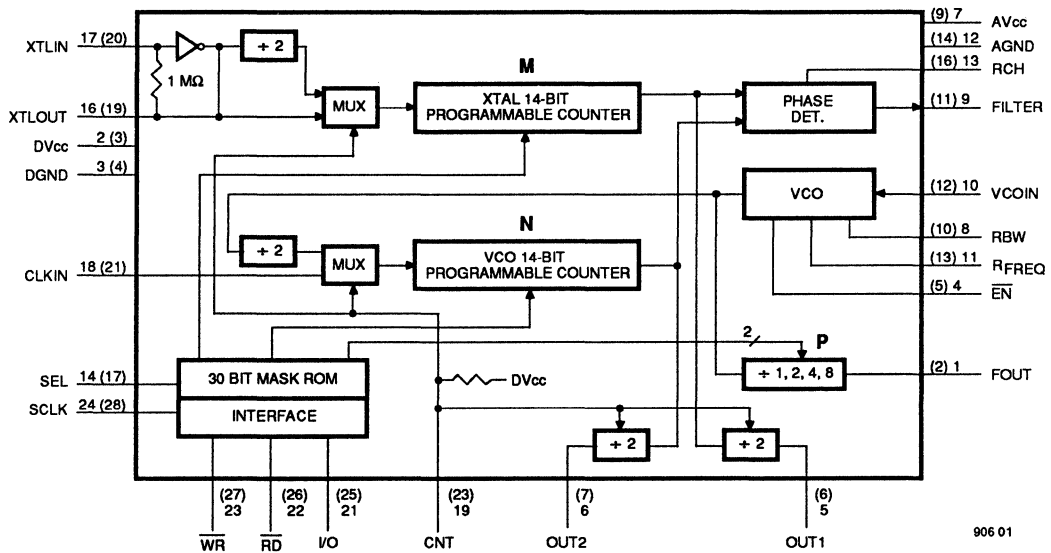 XTLIN 17 (20)
÷ 2
1 MΩ
XTLOUT 16 (19)
DVcc 2 (3)
DGND 3 (4)
MUX
M
XTAL 14-BIT
PROGRAMMABLE COUNTER
PHASE
DET.
(9) 7 AVcc
(14) 12 AGND
(16) 13 RCH
(11) 9 FILTER
VCO
(12) 10 VCOIN
(10) 8 RBW
(13) 11 RFREQ
(5) 4 EN
÷ 2
CLKIN 18 (21)
MUX
N
VCO 14-BIT
PROGRAMMABLE COUNTER
2
P
÷ 1, 2, 4, 8
(2) 1 FOUT
SEL 14 (17)
SCLK 24 (28)
30 BIT MASK ROM
INTERFACE
DVcc
÷ 2
÷ 2
(27) (26) (25) (23) (7) (6)
23 22 21 19 6 5
WR RD I/O CNT OUT2 OUT1
906 01